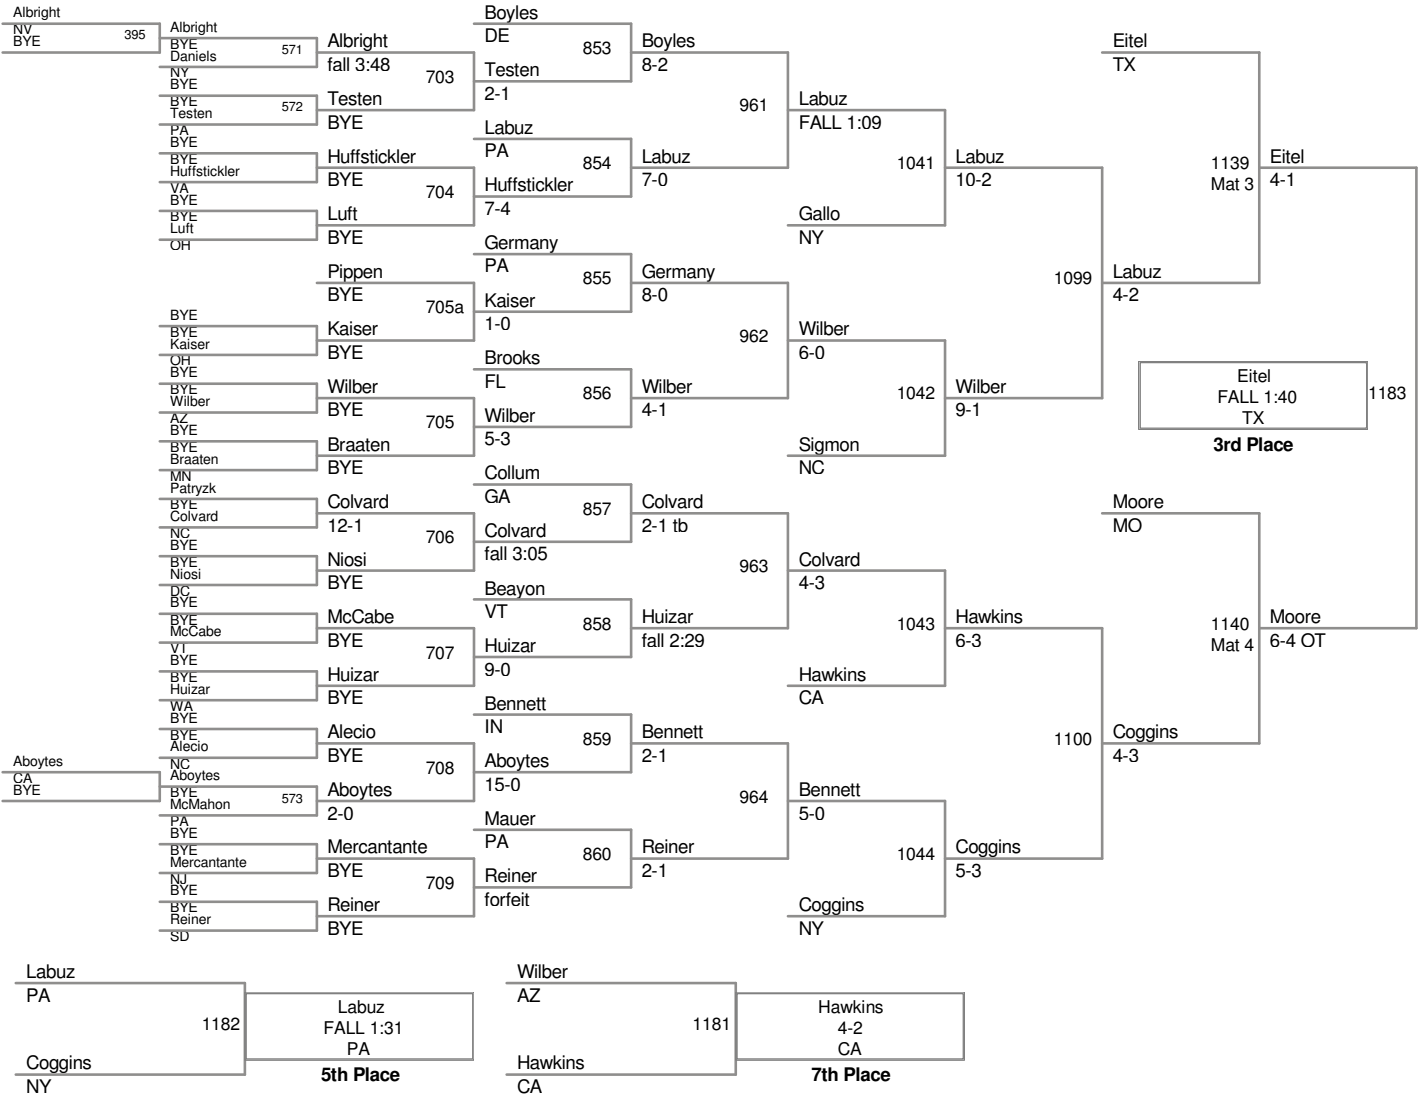 Albright
NV
BYE
395
Albright
BYE
Daniels
NY
571
BYE
BYE
Testen
PA
572
BYE
BYE
Huffstickler
VA
BYE
BYE
Luft
OH
BYE
BYE
Kaiser
OH
BYE
BYE
Wilber
AZ
BYE
BYE
Braaten
MN
Patryzk
BYE
Colvard
NC
BYE
BYE
Niosi
DC
BYE
BYE
McCabe
VT
BYE
BYE
Huizar
WA
BYE
BYE
Alecio
NC
Aboytes
CA
BYE
Aboytes
BYE
McMahon
PA
573
BYE
BYE
Mercantante
NJ
BYE
BYE
Reiner
SD
Albright
fall 3:48
703
Testen
BYE
Huffstickler
BYE
704
Luft
BYE
Pippen
BYE
705a
Kaiser
BYE
Wilber
BYE
705
Braaten
BYE
Colvard
12-1
706
Niosi
BYE
McCabe
BYE
707
Huizar
BYE
Alecio
BYE
708
Aboytes
2-0
Mercantante
BYE
709
Reiner
BYE
Boyles
DE
853
Testen
2-1
Labuz
PA
854
Huffstickler
7-4
Germany
PA
855
Kaiser
1-0
Brooks
FL
856
Wilber
5-3
Collum
GA
857
Colvard
fall 3:05
Beayon
VT
858
Huizar
9-0
Bennett
IN
859
Aboytes
15-0
Mauer
PA
860
Reiner
forfeit
Boyles
8-2
961
Labuz
7-0
Germany
8-0
962
Wilber
4-1
Colvard
2-1 tb
963
Huizar
fall 2:29
Bennett
2-1
964
Reiner
2-1
Labuz
FALL 1:09
1041
Gallo
NY
Wilber
6-0
1042
Sigmon
NC
Colvard
4-3
1043
Hawkins
CA
Bennett
5-0
1044
Coggins
NY
Labuz
10-2
1099
Wilber
9-1
Hawkins
6-3
1100
Coggins
5-3
Eitel
TX
1139
Mat 3
Labuz
4-2
Moore
MO
1140
Mat 4
Coggins
4-3
Eitel
4-1
Moore
6-4 OT
1183
Eitel
FALL 1:40
TX
3rd Place
Labuz
PA
1182
Coggins
NY
Labuz
FALL 1:31
PA
5th Place
Wilber
AZ
1181
Hawkins
CA
Hawkins
4-2
CA
7th Place